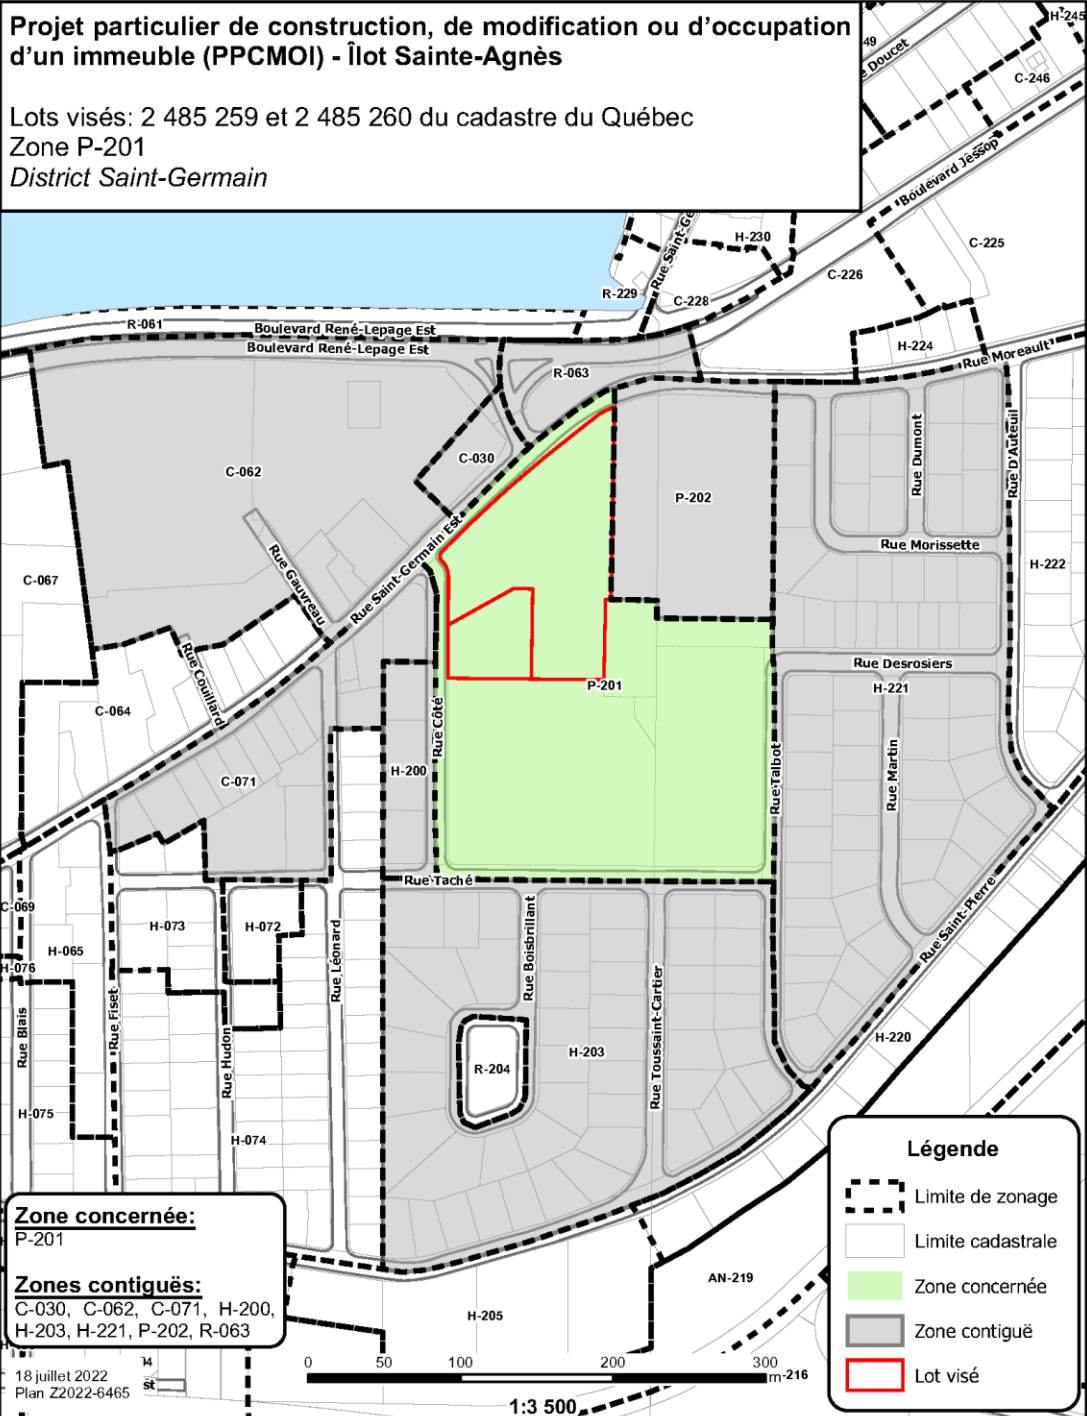 Projet particulier de construction, de modification ou d'occupation
d'un immeuble (PPCMOI) - Îlot Sainte-Agnès
Lots visés: 2 485 259 et 2 485 260 du cadastre du Québec
Zone P-201
District Saint-Germain
H-245
C-246
Doucet
Boulevard Jessop
H-230
C-225
Rue Saint-Ge
C-226
R-229
C-228
R-061
Boulevard René-Lepage Est
Boulevard René-Lepage Est
H-224
Rue Moreault
R-063
C-030
C-062
P-202
Rue Dumont
Rue D'Auteuil
Rue Morissette
H-222
C-067
Rue Gauvreau
Rue Saint-Germain Est
Rue Couillard
Rue Desrosiers
P-201
H-221
C-064
Rue Côté
H-200
C-071
Rue Talbot
Rue Martin
Rue Taché
C-069
H-065
H-073
H-072
H-076
Rue Léonard
Rue Boisbrillant
Rue Toussaint-Cartier
Rue Saint-Pierre
Rue Blais
Rue Fiset
Rue Hudon
H-203
R-204
H-220
H-075
H-074
AN-219
H-205
Zone concernée:
P-201
Zones contiguës:
C-030, C-062, C-071, H-200,
H-203, H-221, P-202, R-063
18 juillet 2022
Plan Z2022-6465
Légende
Limite de zonage
Limite cadastrale
Zone concernée
Zone contiguë
Lot visé
0 50 100 200 300
m
-216
1:3 500